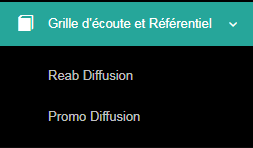 Grille d'écoute et Référentiel
Reab Diffusion
Promo Diffusion